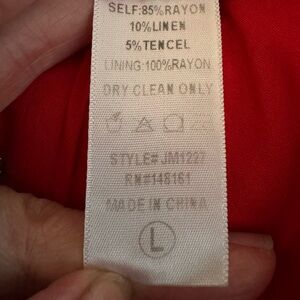 SELF:85%RAYON
10%LINEN
5%TENCEL
LINING:100%RAYON
DRY CLEAN ONLY
STYLE# JM1227
RN#148161
MADE IN CHINA
L